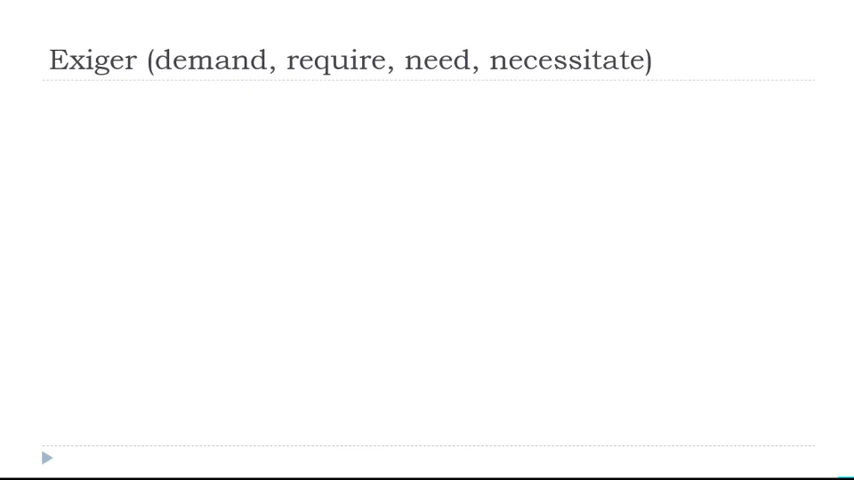 Exiger (demand, require, need, necessitate)